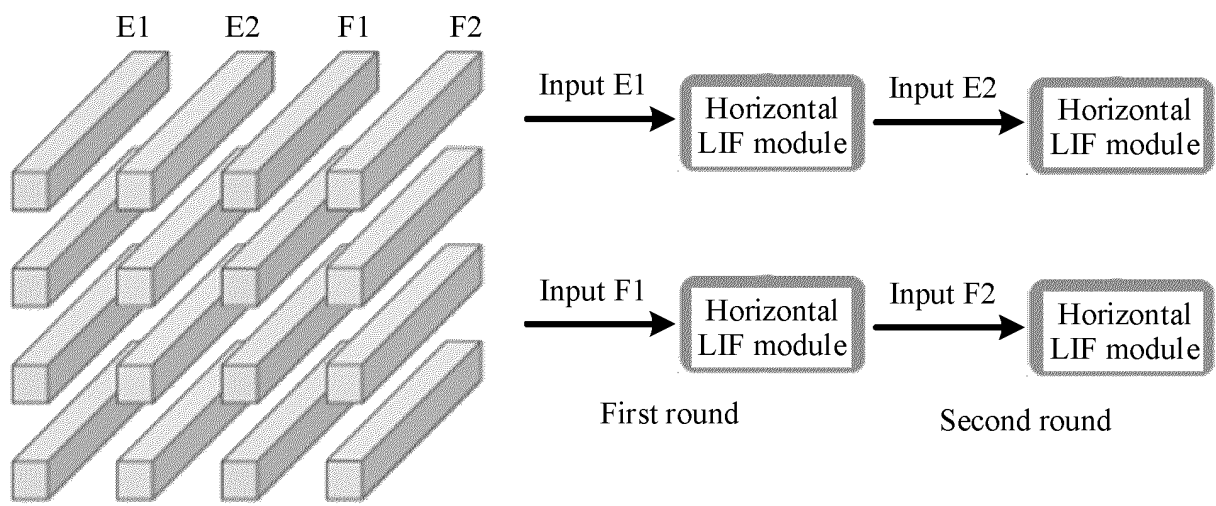 E1 E2 F1 F2
Input E1
Horizontal
LIF module
Input E2
Horizontal
LIF module
Input F1
Horizontal
LIF module
Input F2
Horizontal
LIF module
First round
Second round